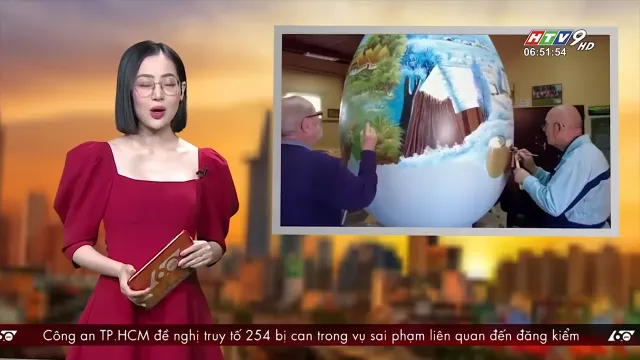 HTV9 HD
06:51:54
Công an TP.HCM đề nghị truy tố 254 bị can trong vụ sai phạm liên quan đến đăng kiểm